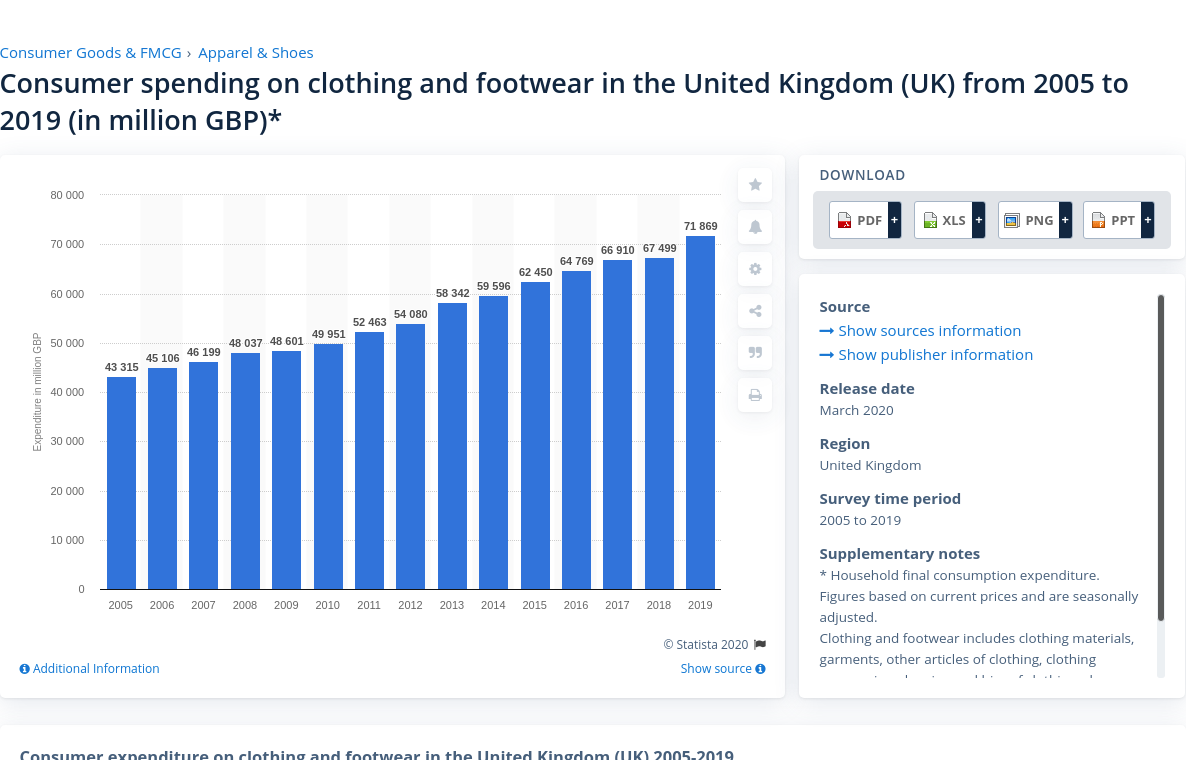 Consumer Goods & FMCG › Apparel & Shoes
Consumer spending on clothing and footwear in the United Kingdom (UK) from 2005 to
2019 (in million GBP)*
80 000
70 000
60 000
50 000
40 000
30 000
20 000
10 000
0
Expenditure in million GBP
43 315
45 106
46 199
48 037
48 601
49 951
52 463
54 080
58 342
59 596
62 450
64 769
66 910
67 499
71 869
2005 2006 2007 2008 2009 2010 2011 2012 2013 2014 2015 2016 2017 2018 2019
© Statista 2020
Additional Information
Show source
DOWNLOAD
PDF + XLS + PNG + PPT +
Source
Show sources information
Show publisher information
Release date
March 2020
Region
United Kingdom
Survey time period
2005 to 2019
Supplementary notes
* Household final consumption expenditure.
Figures based on current prices and are seasonally
adjusted.
Clothing and footwear includes clothing materials,
garments, other articles of clothing, clothing
Consumer expenditure on clothing and footwear in the United Kingdom (UK) 2005-2019